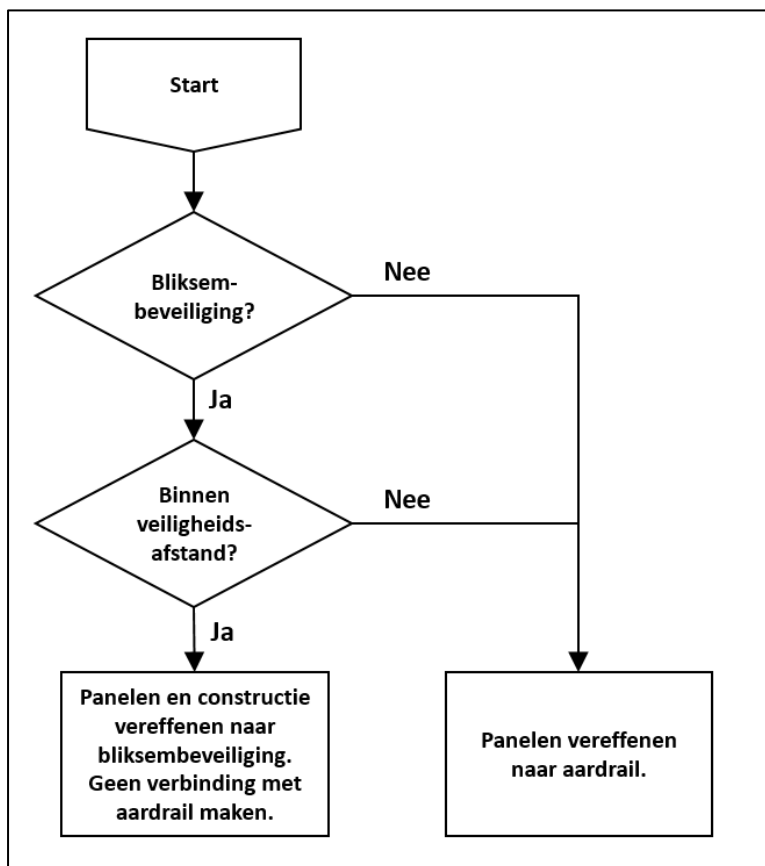 Start
Bliksem-
beveiliging?
Nee
Ja
Binnen
veiligheids-
afstand?
Nee
Ja
Panelen en constructie
vereffenen naar
bliksembeveiliging.
Geen verbinding met
aardrail maken.
Panelen vereffenen
naar aardrail.